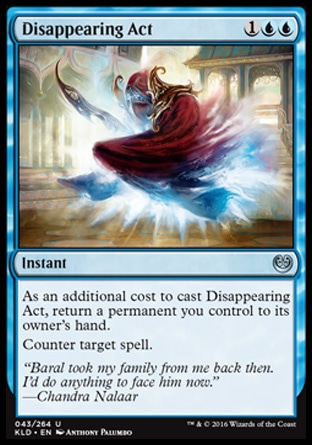 Disappearing Act 1
Instant
As an additional cost to cast Disappearing
Act, return a permanent you control to its
owner's hand.
Counter target spell.
"Baral took my family from me back then.
I'd do anything to face him now."
—Chandra Nalaar
043/264 U
KLD • EN Anthony Palumbo
™ & © 2016 Wizards of the Coast